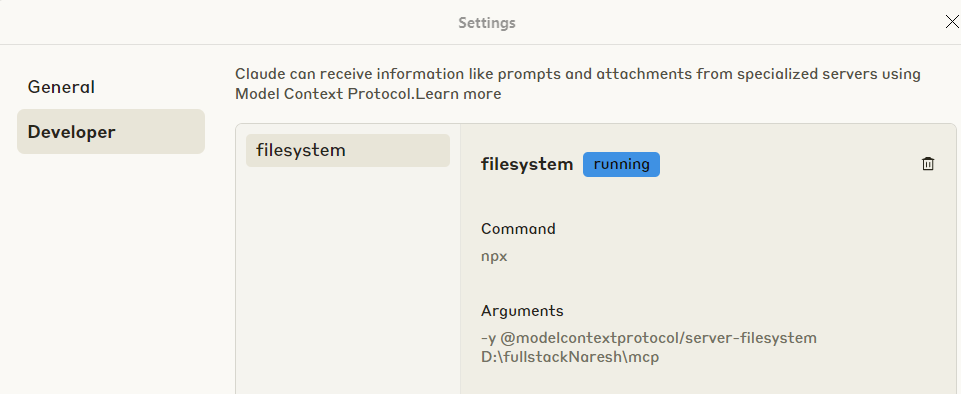 Settings
General
Developer
Claude can receive information like prompts and attachments from specialized servers using
Model Context Protocol.Learn more
filesystem
filesystem running
Command
npx
Arguments
-y @modelcontextprotocol/server-filesystem
D:\fullstackNaresh\mcp